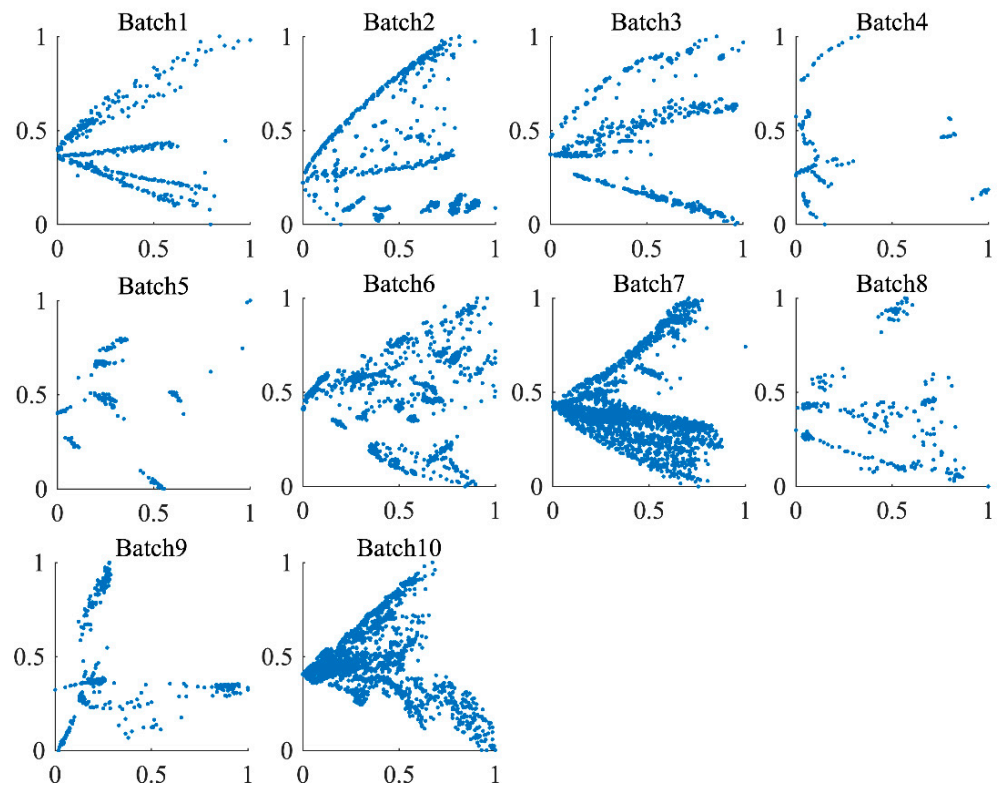 Batch1 Batch2 Batch3 Batch4
1 1 1 1
0.5 0.5 0.5 0.5
0 0 0 0
0 0.5 1 0 0.5 1 0 0.5 1 0 0.5 1
Batch5 Batch6 Batch7 Batch8
1 1 1 1
0.5 0.5 0.5 0.5
0 0 0 0
0 0.5 1 0 0.5 1 0 0.5 1 0 0.5 1
Batch9 Batch10
1 1
0.5 0.5
0 0
0 0.5 1 0 0.5 1